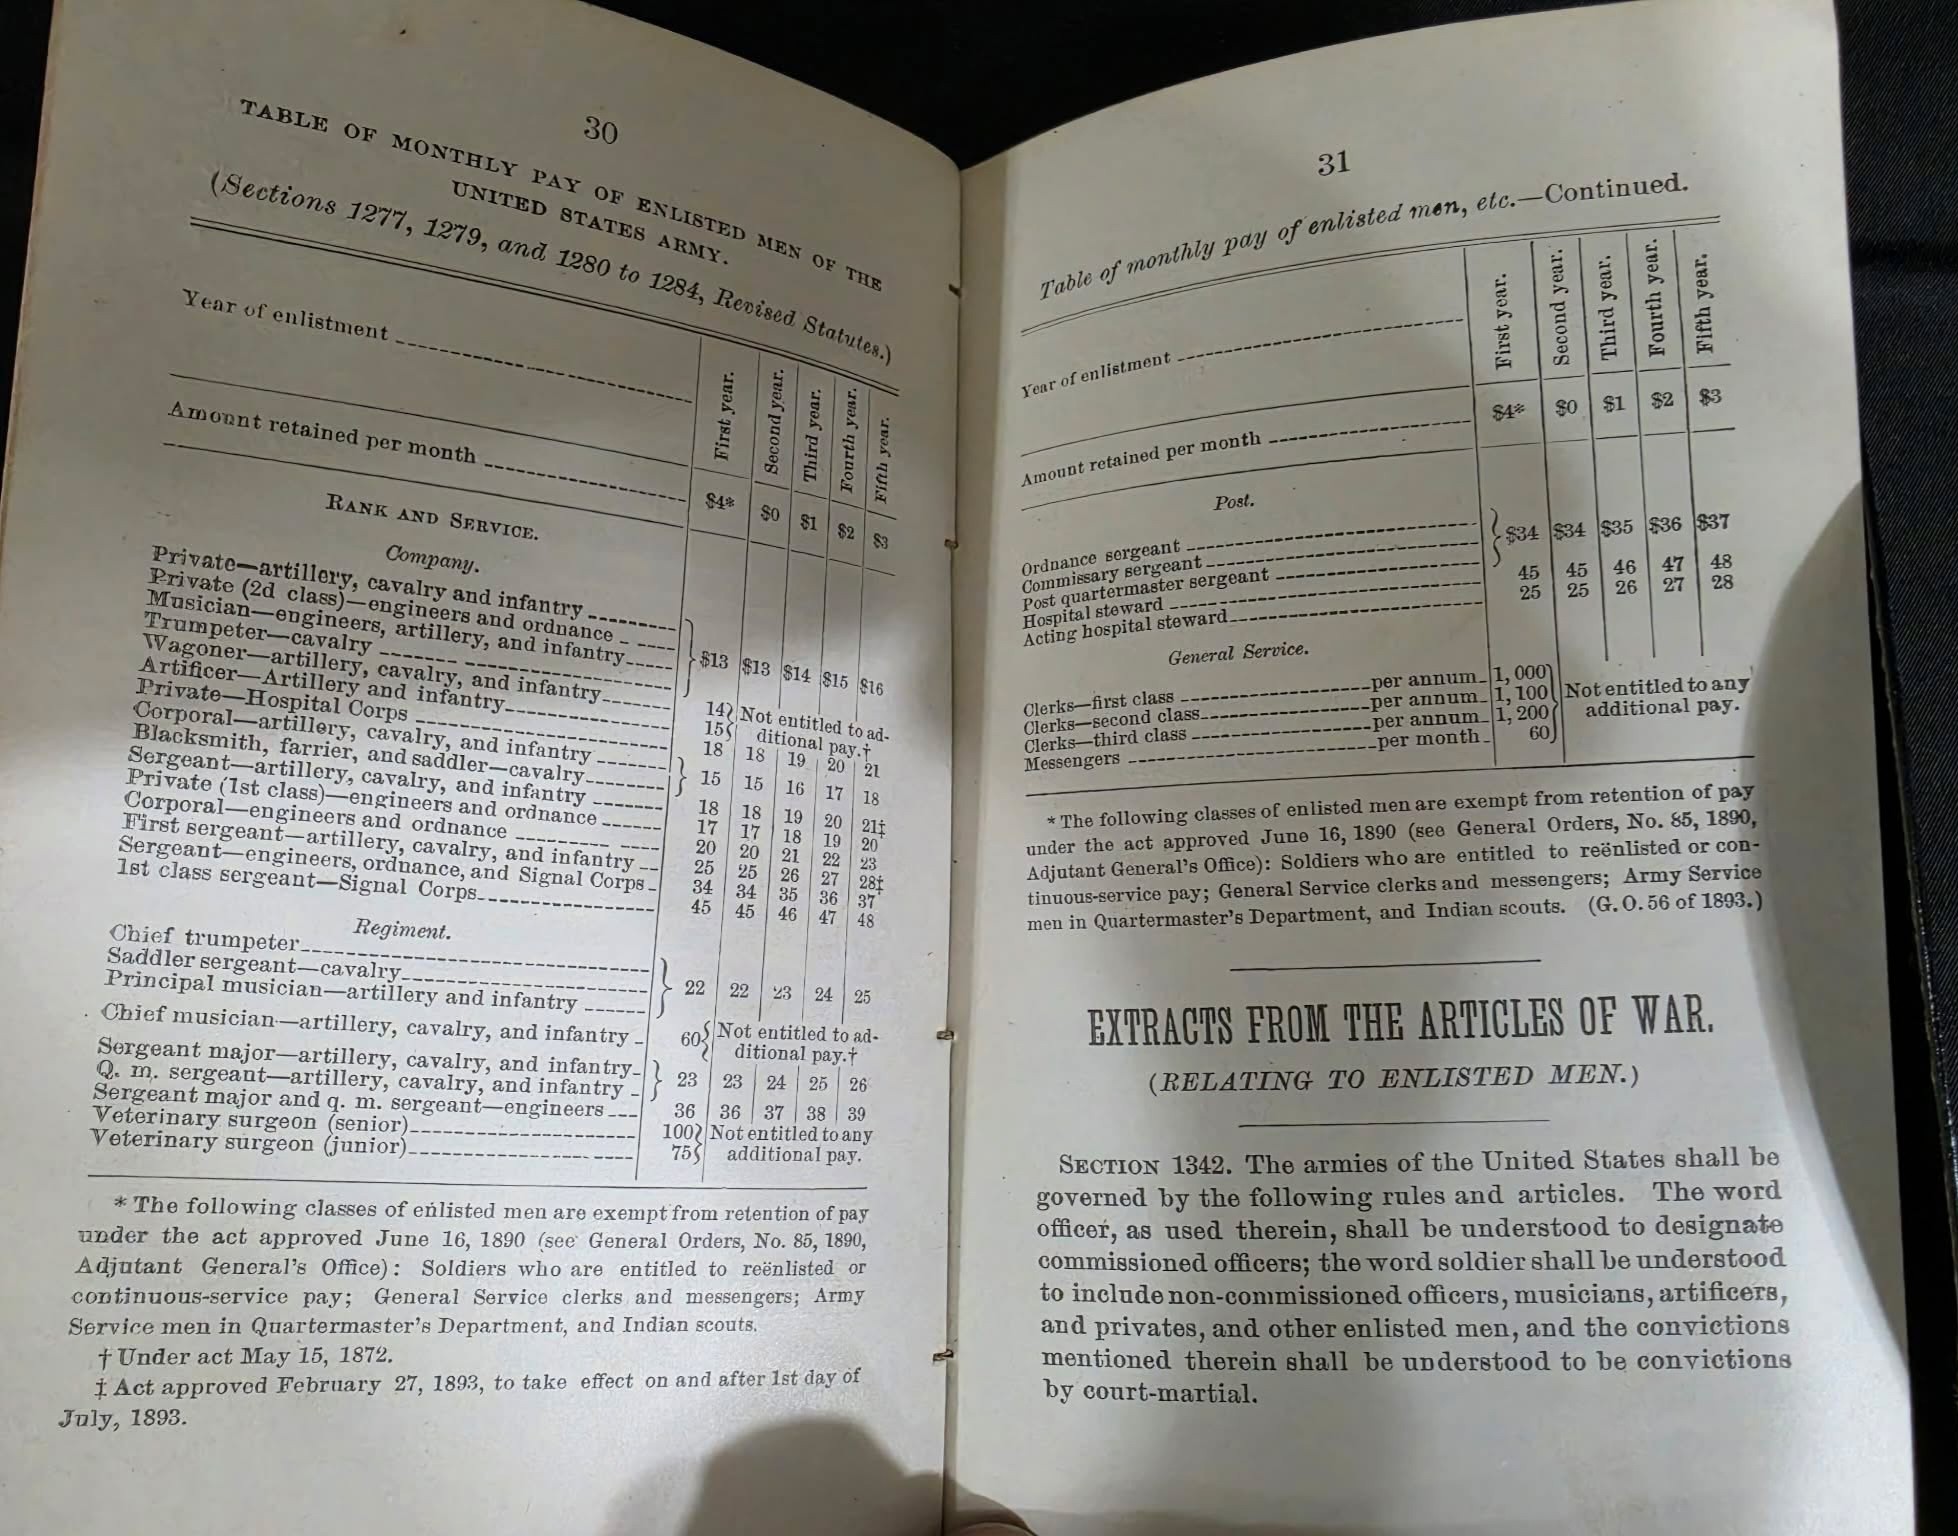 30
TABLE OF MONTHLY PAY OF ENLISTED MEN OF THE
UNITED STATES ARMY.
(Sections 1277, 1279, and 1280 to 1284, Revised Statutes.)
Year of enlistment First year. Second year. Third year. Fourth year. Fifth year.
Amount retained per month $4* $0 $1 $2 $3
RANK AND SERVICE.
Company.
Private—artillery, cavalry and infantry
Private (2d class)—engineers and ordnance
Musician—engineers, artillery, and infantry
Trumpeter—cavalry
$13 $13 $14 $15 $16
Wagoner—artillery, cavalry, and infantry 14 Not entitled to ad-
Artificer—Artillery and infantry 15 ditional pay.†
Private—Hospital Corps 18 18 19 20 21
Corporal—artillery, cavalry, and infantry
Blacksmith, farrier, and saddler—cavalry
15 15 16 17 18
Sergeant—artillery, cavalry, and infantry 18 18 19 20 21‡
Private (1st class)—engineers and ordnance 17 17 18 19 20
Corporal—engineers and ordnance 20 20 21 22 23
First sergeant—artillery, cavalry, and infantry 25 25 26 27 28‡
Sergeant—engineers, ordnance, and Signal Corps 34 34 35 36 37
1st class sergeant—Signal Corps 45 45 46 47 48
Regiment.
Chief trumpeter
Saddler sergeant—cavalry
Principal musician—artillery and infantry
22 22 23 24 25
Chief musician—artillery, cavalry, and infantry 60 Not entitled to ad-
ditional pay.†
Sergeant major—artillery, cavalry, and infantry
Q. m. sergeant—artillery, cavalry, and infantry
23 23 24 25 26
Sergeant major and q. m. sergeant—engineers 36 36 37 38 39
Veterinary surgeon (senior) 100 Not entitled to any
Veterinary surgeon (junior) 75 additional pay.
* The following classes of enlisted men are exempt from retention of pay
under the act approved June 16, 1890 (see General Orders, No. 85, 1890,
Adjutant General's Office): Soldiers who are entitled to reënlisted or
continuous-service pay; General Service clerks and messengers; Army
Service men in Quartermaster's Department, and Indian scouts.
† Under act May 15, 1872.
‡ Act approved February 27, 1893, to take effect on and after 1st day of
July, 1893.
31
Table of monthly pay of enlisted men, etc.—Continued.
Year of enlistment First year. Second year. Third year. Fourth year. Fifth year.
Amount retained per month $4* $0 $1 $2 $3
Post.
Ordnance sergeant
Commissary sergeant
Post quartermaster sergeant
$34 $34 $35 $36 $37
Hospital steward 45 45 46 47 48
Acting hospital steward 25 25 26 27 28
General Service.
Clerks—first class per annum 1,000
Clerks—second class per annum 1,100 Not entitled to any
Clerks—third class per annum 1,200 additional pay.
Messengers per month 60
* The following classes of enlisted men are exempt from retention of pay
under the act approved June 16, 1890 (see General Orders, No. 85, 1890,
Adjutant General's Office): Soldiers who are entitled to reënlisted or con-
tinuous-service pay; General Service clerks and messengers; Army Service
men in Quartermaster's Department, and Indian scouts. (G. O. 56 of 1893.)
EXTRACTS FROM THE ARTICLES OF WAR.
(RELATING TO ENLISTED MEN.)
SECTION 1342. The armies of the United States shall be
governed by the following rules and articles. The word
officer, as used therein, shall be understood to designate
commissioned officers; the word soldier shall be understood
to include non-commissioned officers, musicians, artificers,
and privates, and other enlisted men, and the convictions
mentioned therein shall be understood to be convictions
by court-martial.